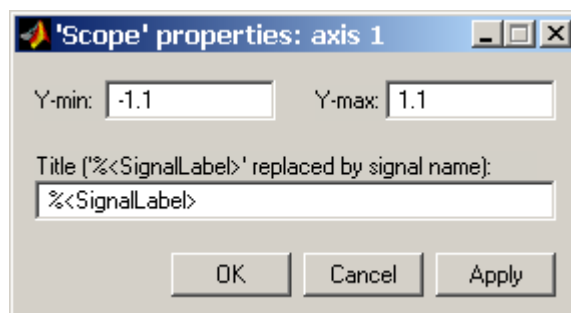 'Scope' properties: axis 1
Y-min: -1.1 Y-max: 1.1
Title ('%<SignalLabel>' replaced by signal name):
%<SignalLabel>
OK Cancel Apply